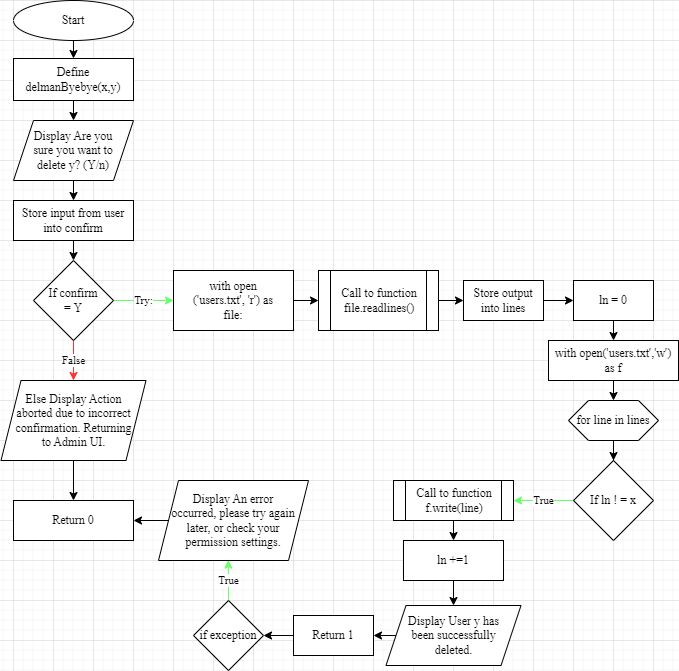 Start
Define
delmanByebye(x,y)
Display Are you
sure you want to
delete y? (Y/n)
Store input from user
into confirm
If confirm
= Y
Try:
with open
('users.txt', 'r') as
file:
Call to function
file.readlines()
Store output
into lines
ln = 0
with open('users.txt','w')
as f
for line in lines
If ln ! = x
True
Call to function
f.write(line)
ln +=1
Display User y has
been successfully
deleted.
Return 1
if exception
True
Display An error
occurred, please try again
later, or check your
permission settings.
False
Else Display Action
aborted due to incorrect
confirmation. Returning
to Admin UI.
Return 0